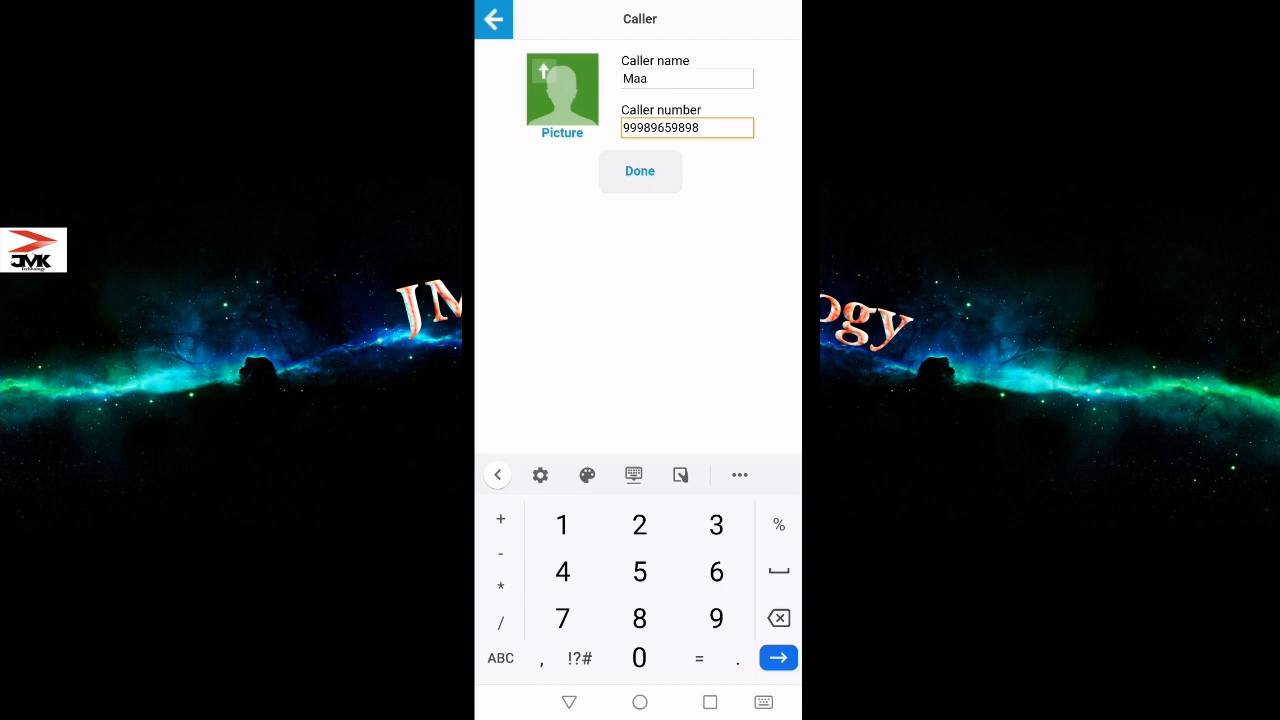 Caller
Caller name
Maa
Caller number
99989659898
Picture
Done
JMK
Technology
JM
ogy
+ 1 2 3 %
- 4 5 6
* 7 8 9
/
ABC , !?# 0 = .